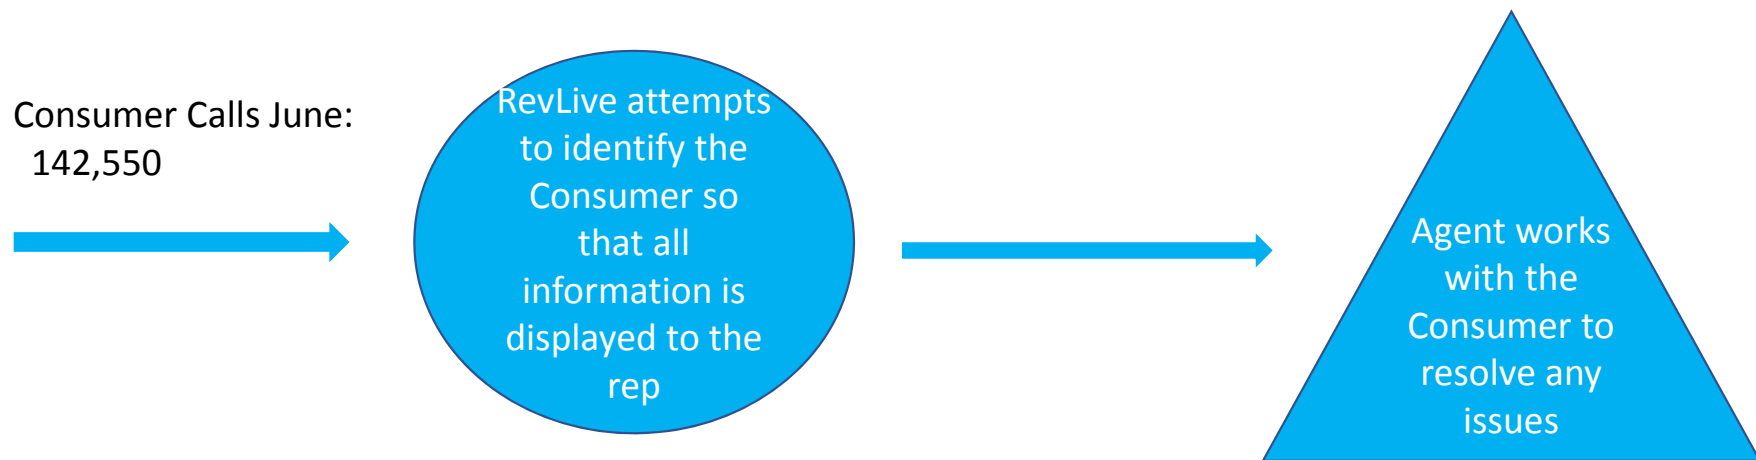 Consumer Calls June:
142,550
RevLive attempts
to identify the
Consumer so
that all
information is
displayed to the
rep
Agent works
with the
Consumer to
resolve any
issues